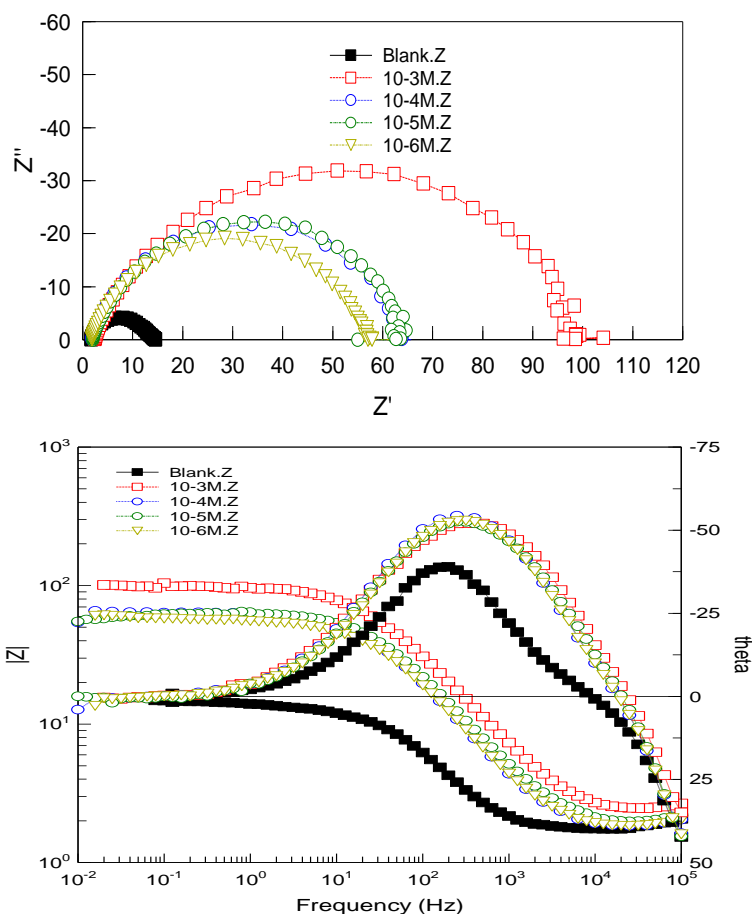 -60
-50
-40
-30
-20
-10
0
Z''
Blank.Z
10-3M.Z
10-4M.Z
10-5M.Z
10-6M.Z
0 10 20 30 40 50 60 70 80 90 100 110 120
Z'
10³
10²
10¹
10⁰
|Z|
Blank.Z
10-3M.Z
10-4M.Z
10-5M.Z
10-6M.Z
-75
-50
-25
0
25
50
theta
10⁻² 10⁻¹ 10⁰ 10¹ 10² 10³ 10⁴ 10⁵
Frequency (Hz)